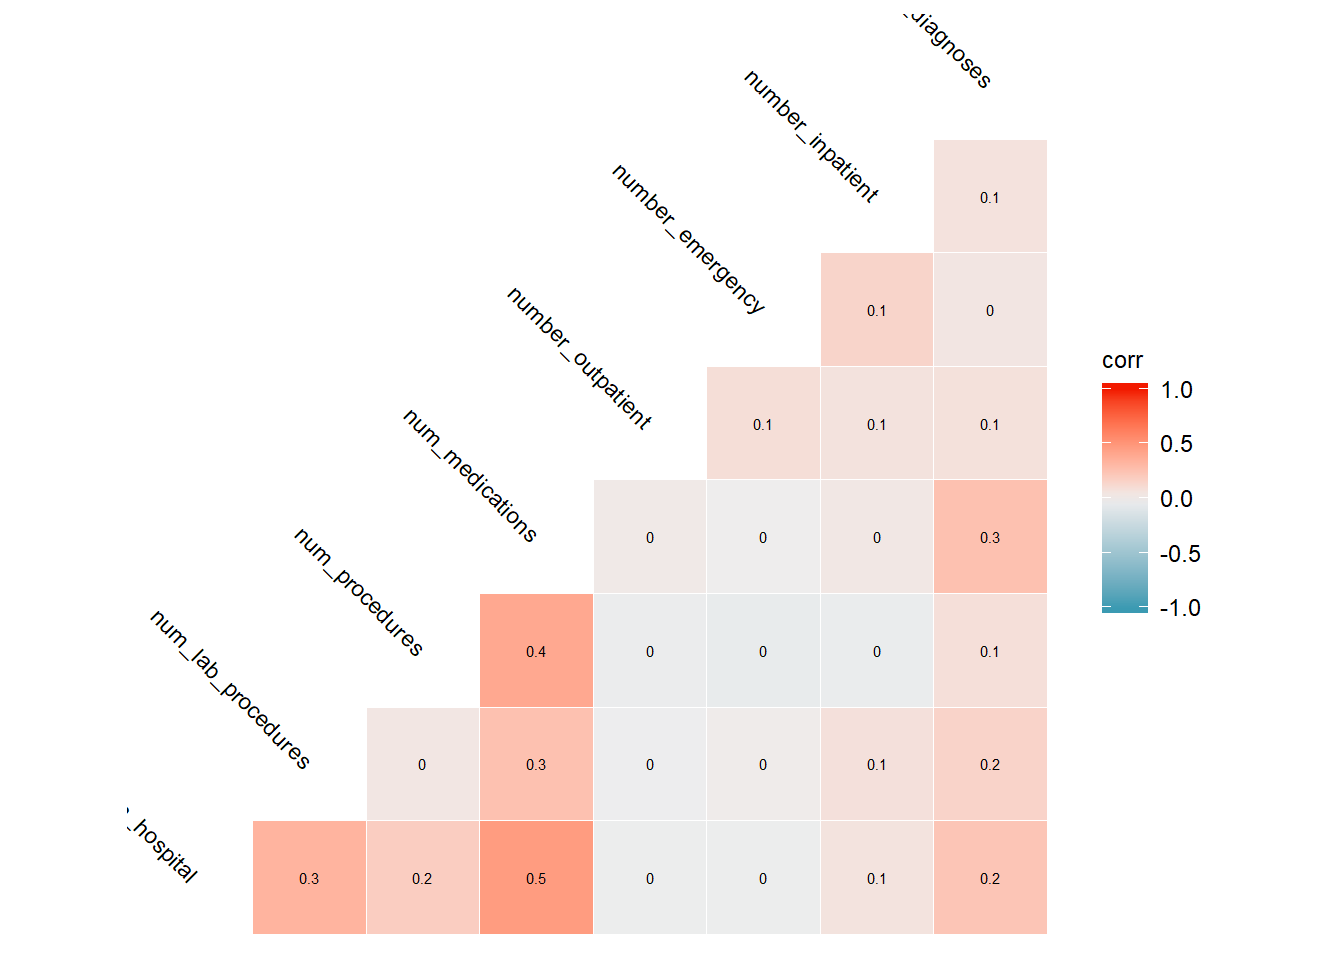 _diagnoses
number_inpatient
0.1
number_emergency
0.1 0
number_outpatient
0.1 0.1 0.1
num_medications
0 0 0 0.3
num_procedures
0.4 0 0 0 0.1
num_lab_procedures
0 0.3 0 0 0.1 0.2
_hospital
0.3 0.2 0.5 0 0 0.1 0.2
corr
1.0
0.5
0.0
-0.5
-1.0